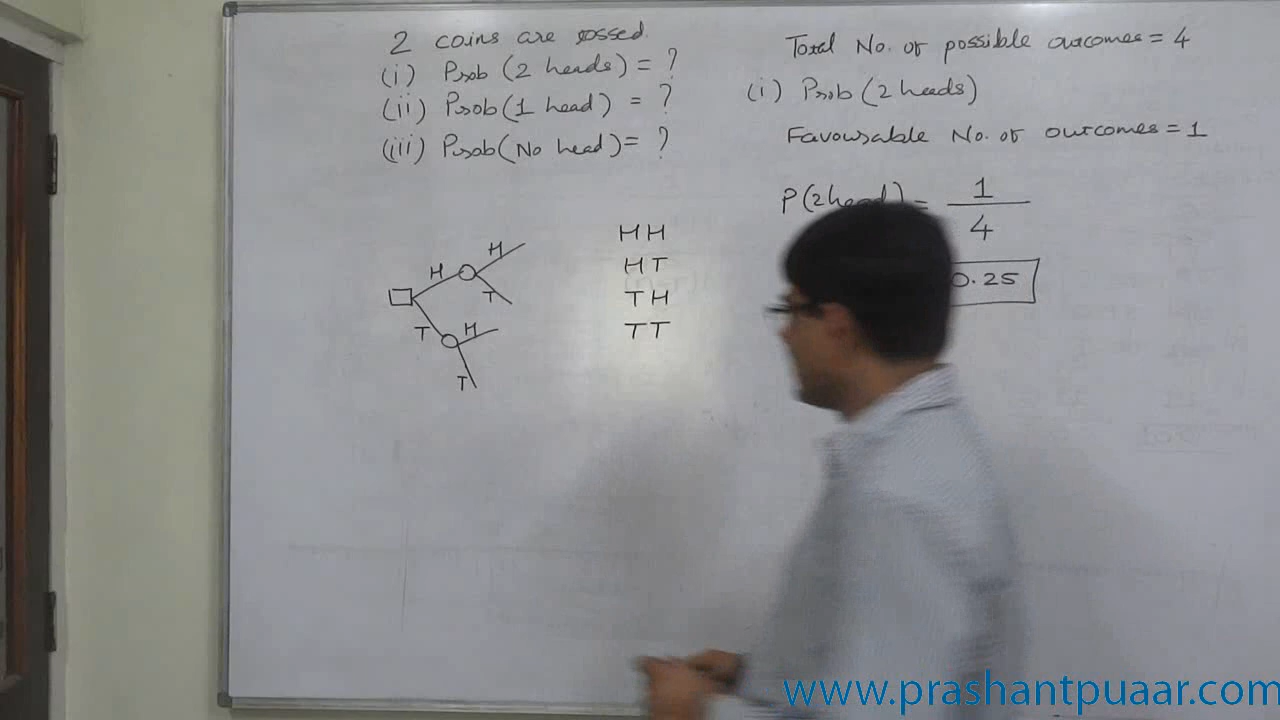 2 coins are tossed.
(i) Prob (2 heads) = ?
(ii) Prob (1 head) = ?
(iii) Prob (No head) = ?
H
H
T
T
H
T
HH
HT
TH
TT
Total No. of possible outcomes = 4
(i) Prob (2 heads)
Favourable No. of outcomes = 1
P (2 head) = 1
4
0.25
www.prashantpuaar.com